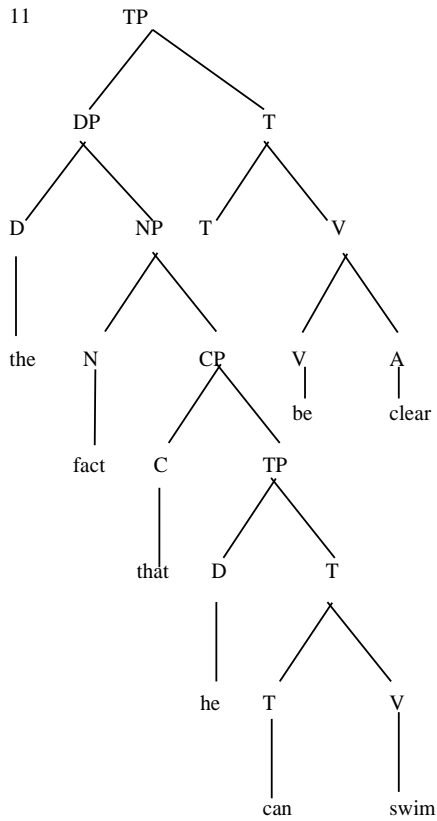 11 TP
DP T
D NP T V
the N CP V A
be clear
fact C TP
that D T
he T V
can swim